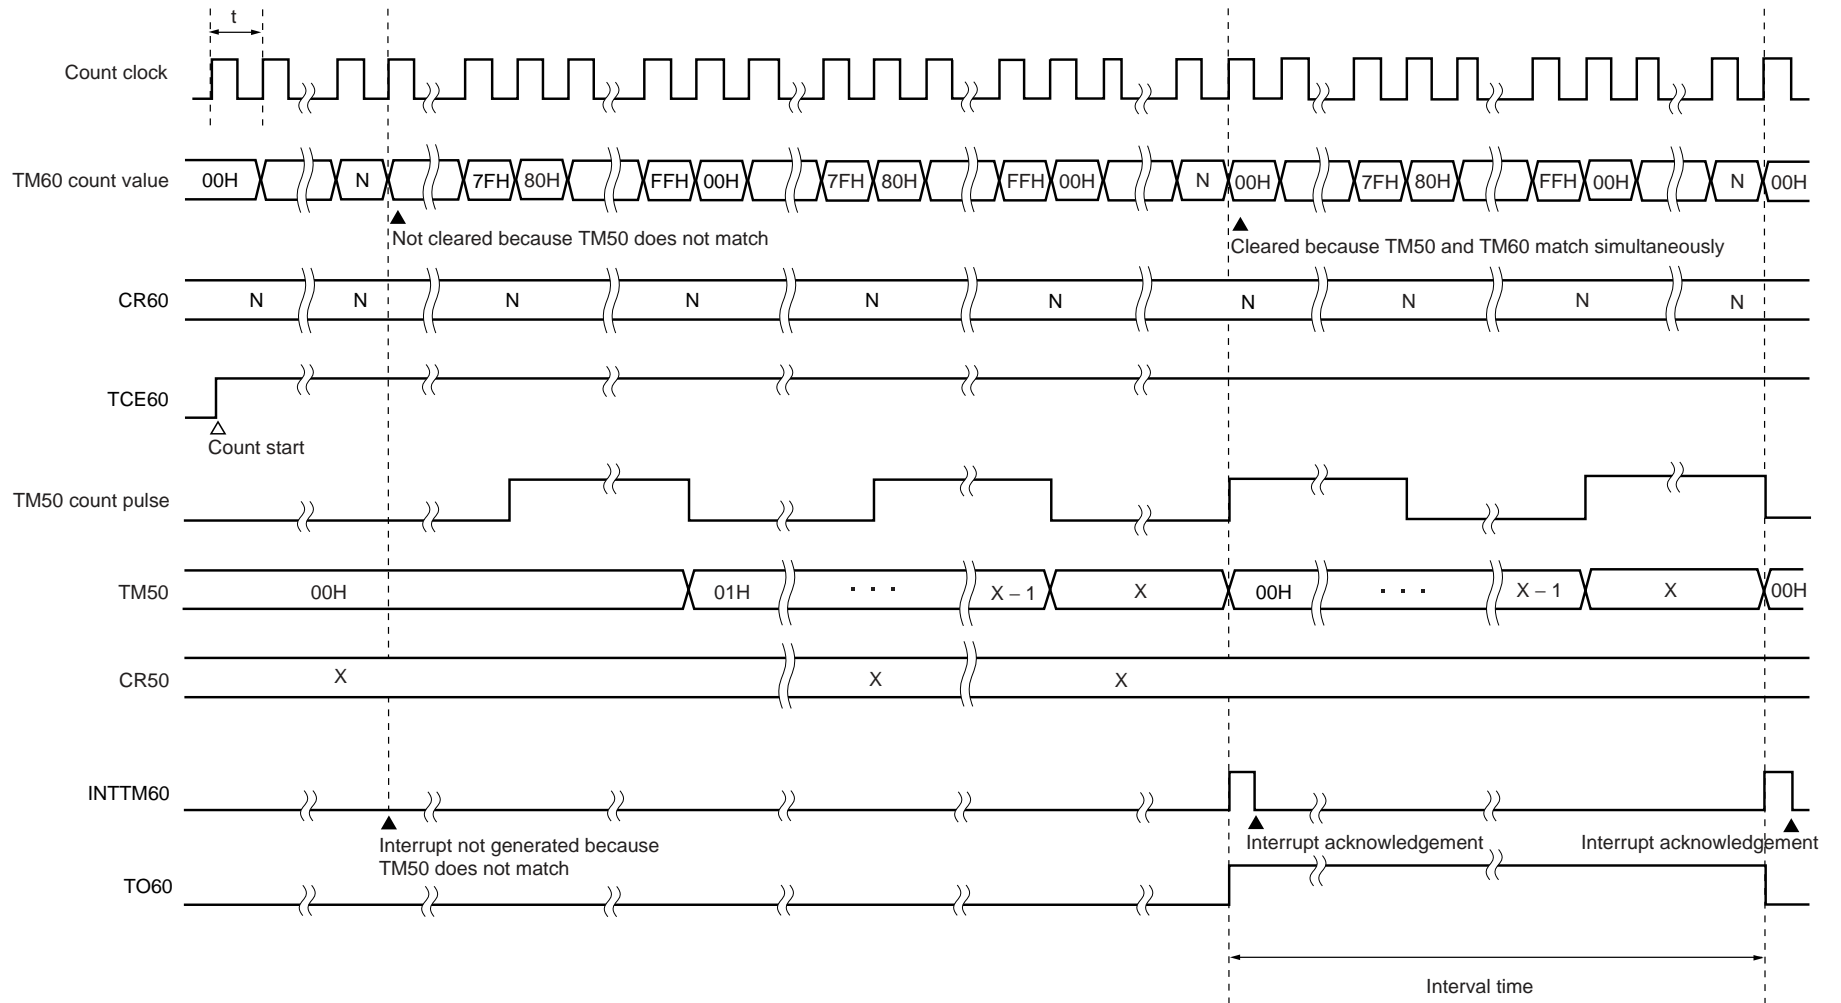 t
Count clock
TM60 count value 00H N 7FH 80H FFH 00H 7FH 80H FFH 00H N 00H 7FH 80H FFH 00H N 00H
Not cleared because TM50 does not match
Cleared because TM50 and TM60 match simultaneously
CR60 N N N N N N N N N N
TCE60
Count start
TM50 count pulse
TM50 00H 01H · · · X – 1 X 00H · · · X – 1 X 00H
CR50 X X X
INTTM60
Interrupt not generated because
TM50 does not match
Interrupt acknowledgement Interrupt acknowledgement
TO60
Interval time